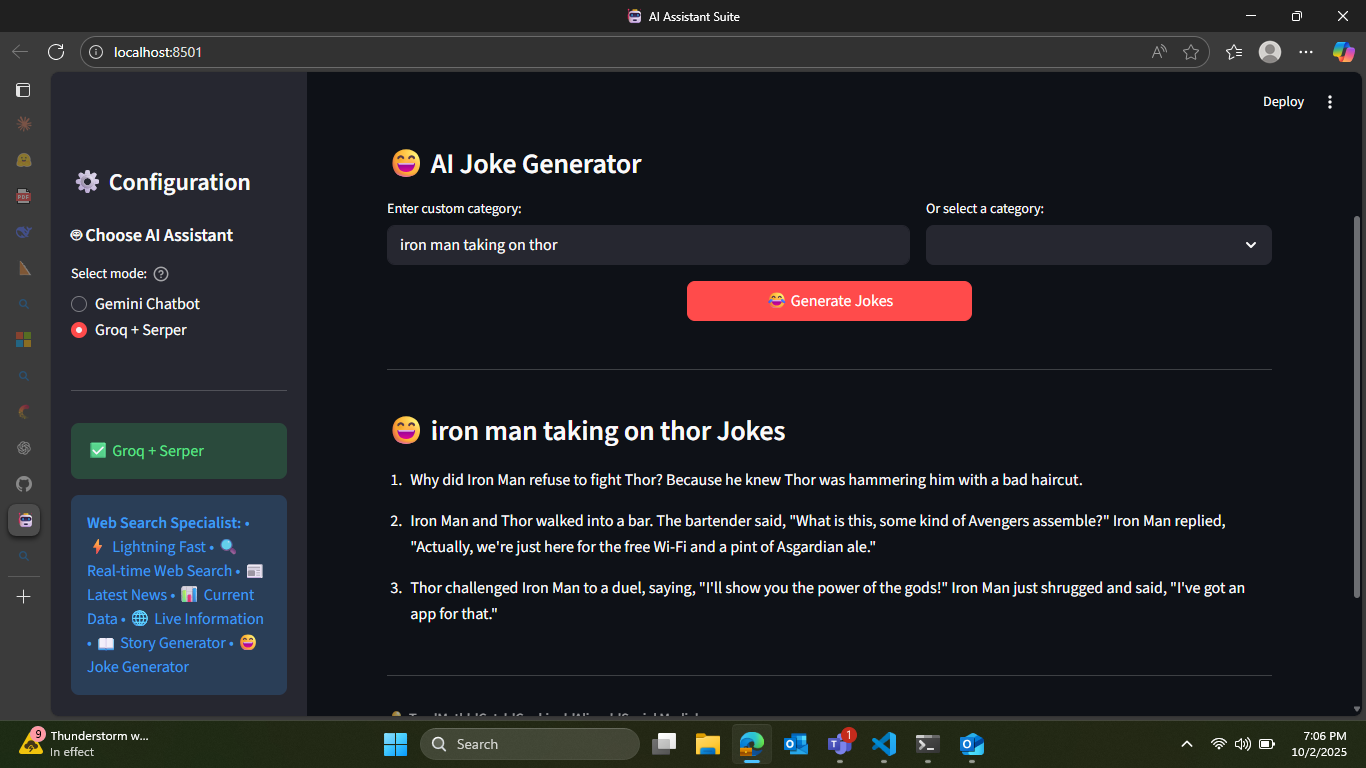 AI Assistant Suite
localhost:8501
Deploy
Configuration
Choose AI Assistant
Select mode:
Gemini Chatbot
Groq + Serper
Groq + Serper
Web Search Specialist: •
Lightning Fast •
Real-time Web Search •
Latest News • Current
Data • Live Information
• Story Generator •
Joke Generator
AI Joke Generator
Enter custom category:
Or select a category:
iron man taking on thor
Generate Jokes
iron man taking on thor Jokes
1. Why did Iron Man refuse to fight Thor? Because he knew Thor was hammering him with a bad haircut.
2. Iron Man and Thor walked into a bar. The bartender said, "What is this, some kind of Avengers assemble?" Iron Man replied,
"Actually, we're just here for the free Wi-Fi and a pint of Asgardian ale."
3. Thor challenged Iron Man to a duel, saying, "I'll show you the power of the gods!" Iron Man just shrugged and said, "I've got an
app for that."
9
Thunderstorm w...
In effect
Search
1
7:06 PM
10/2/2025